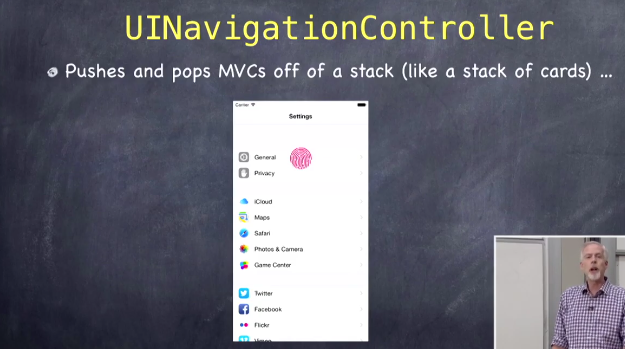 UINavigationController
Pushes and pops MVCs off of a stack (like a stack of cards) ...
Carrier
Settings
General
Privacy
iCloud
Maps
Safari
Photos & Camera
Game Center
Twitter
Facebook
Flickr
Vimeo